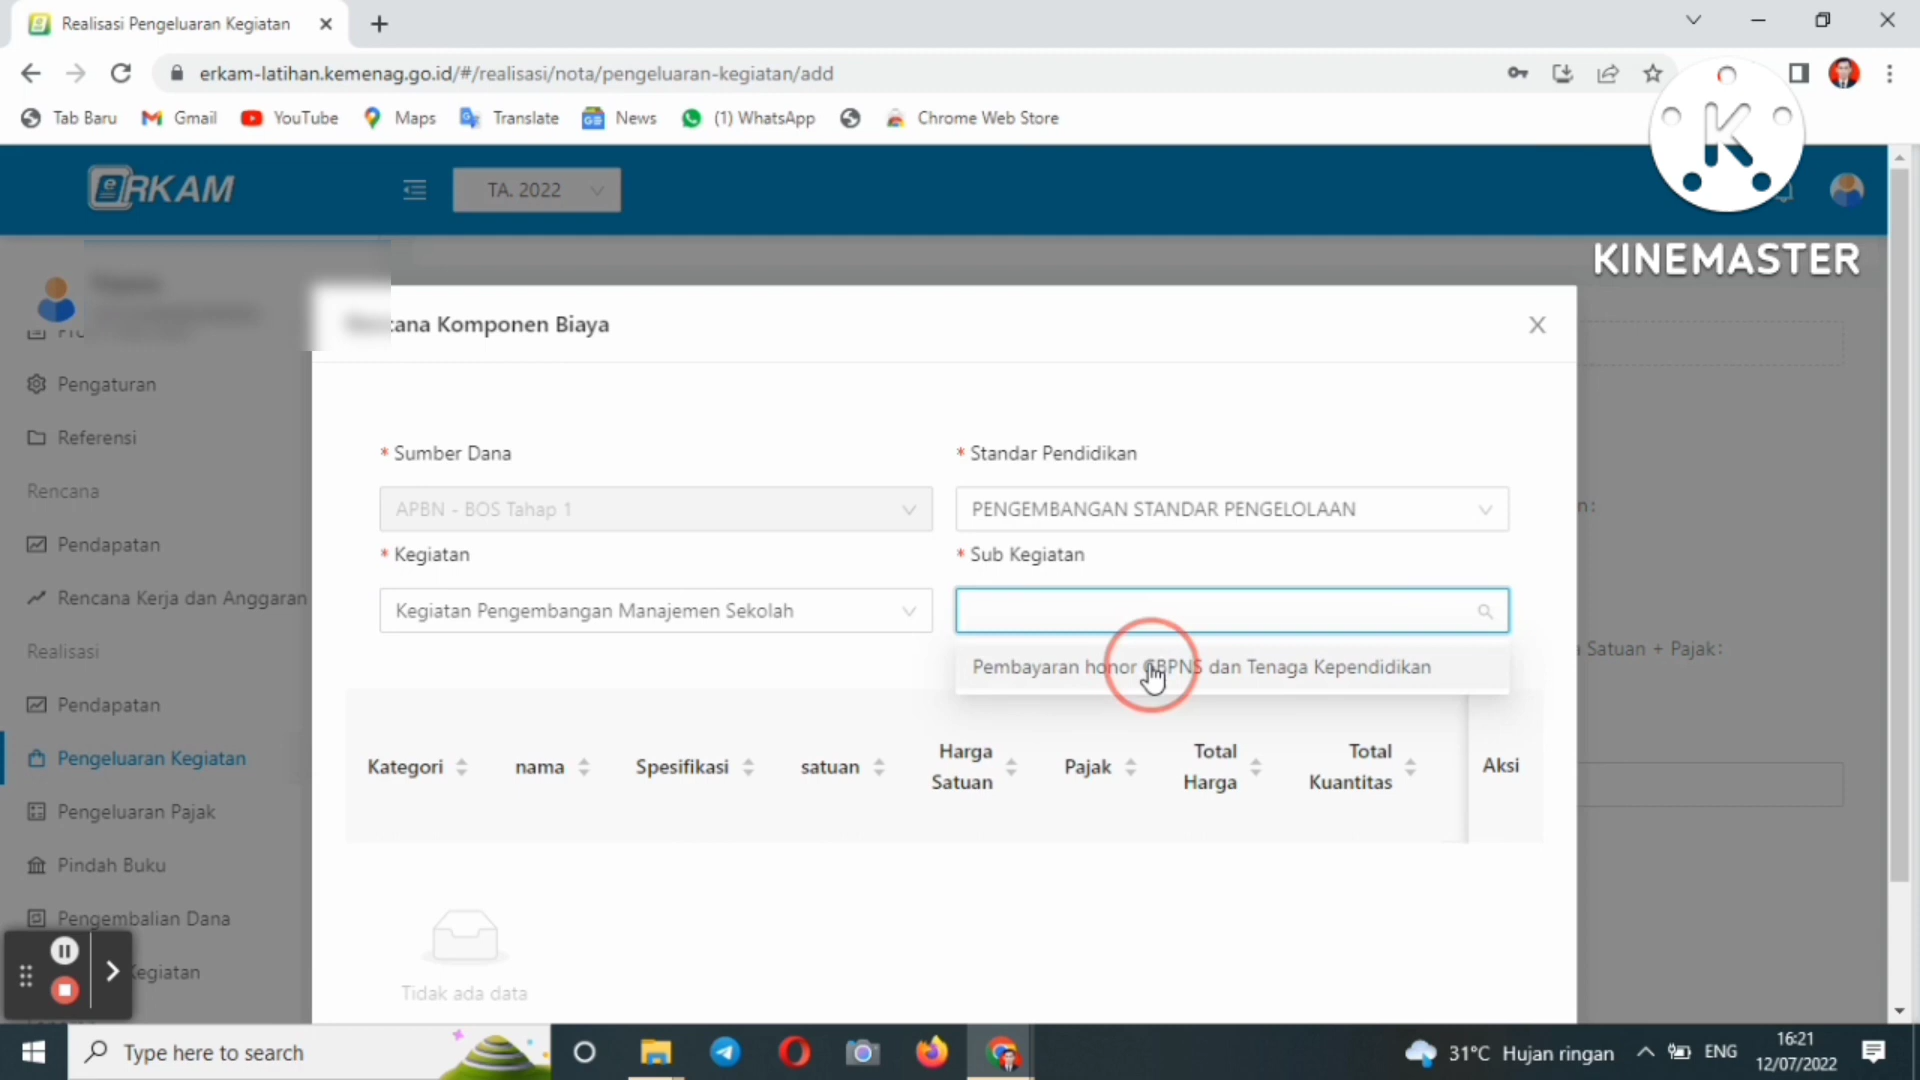 Realisasi Pengeluaran Kegiatan
erkam-latihan.kemenag.go.id/#/realisasi/nota/pengeluaran-kegiatan/add
Tab Baru
Gmail
YouTube
Maps
Translate
News
(1) WhatsApp
Chrome Web Store
K
KINEMASTER
eRKAM
TA. 2022
Pengaturan
Referensi
Rencana
Pendapatan
Rencana Kerja dan Anggaran
Realisasi
Pendapatan
Pengeluaran Kegiatan
Pengeluaran Pajak
Pindah Buku
Pengembalian Dana
Kegiatan
cana Komponen Biaya
* Sumber Dana
* Standar Pendidikan
APBN - BOS Tahap 1
PENGEMBANGAN STANDAR PENGELOLAAN
n:
* Kegiatan
* Sub Kegiatan
Kegiatan Pengembangan Manajemen Sekolah
Satuan + Pajak:
Pembayaran honor GBPNS dan Tenaga Kependidikan
Kategori
nama
Spesifikasi
satuan
Harga Satuan
Pajak
Total Harga
Total Kuantitas
Aksi
Tidak ada data
Type here to search
31°C Hujan ringan
ENG
16:21
12/07/2022